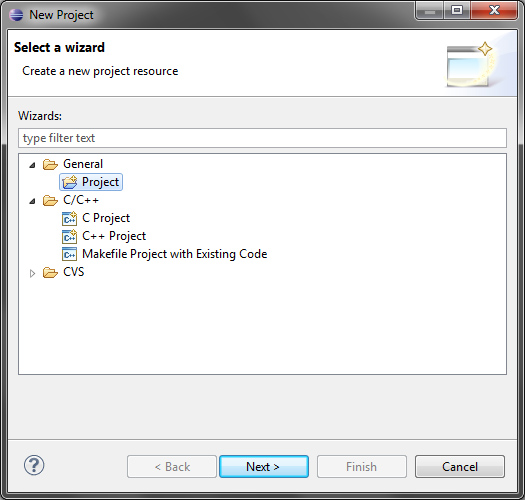 New Project
Select a wizard
Create a new project resource
Wizards:
type filter text
General
Project
C/C++
C Project
C++ Project
Makefile Project with Existing Code
CVS
? < Back Next > Finish Cancel